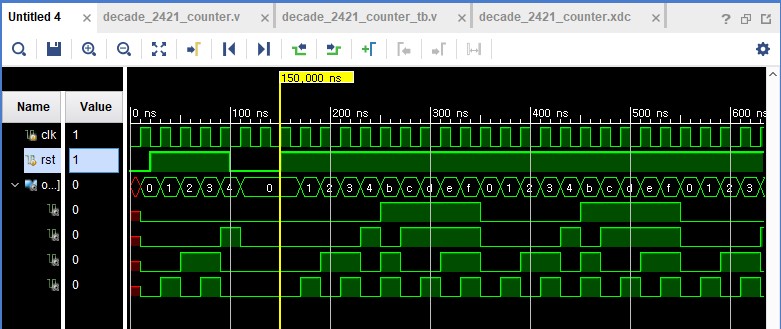 Untitled 4 decade_2421_counter.v decade_2421_counter_tb.v decade_2421_counter.xdc
150,000 ns
Name Value 0 ns 100 ns 200 ns 300 ns 400 ns 500 ns 600 ns
clk 1
rst 1
o...] 0 0 1 2 3 4 0 1 2 3 4 b c d e f 0 1 2 3 4 b c d e f 0 1 2 3
0
0
0
0